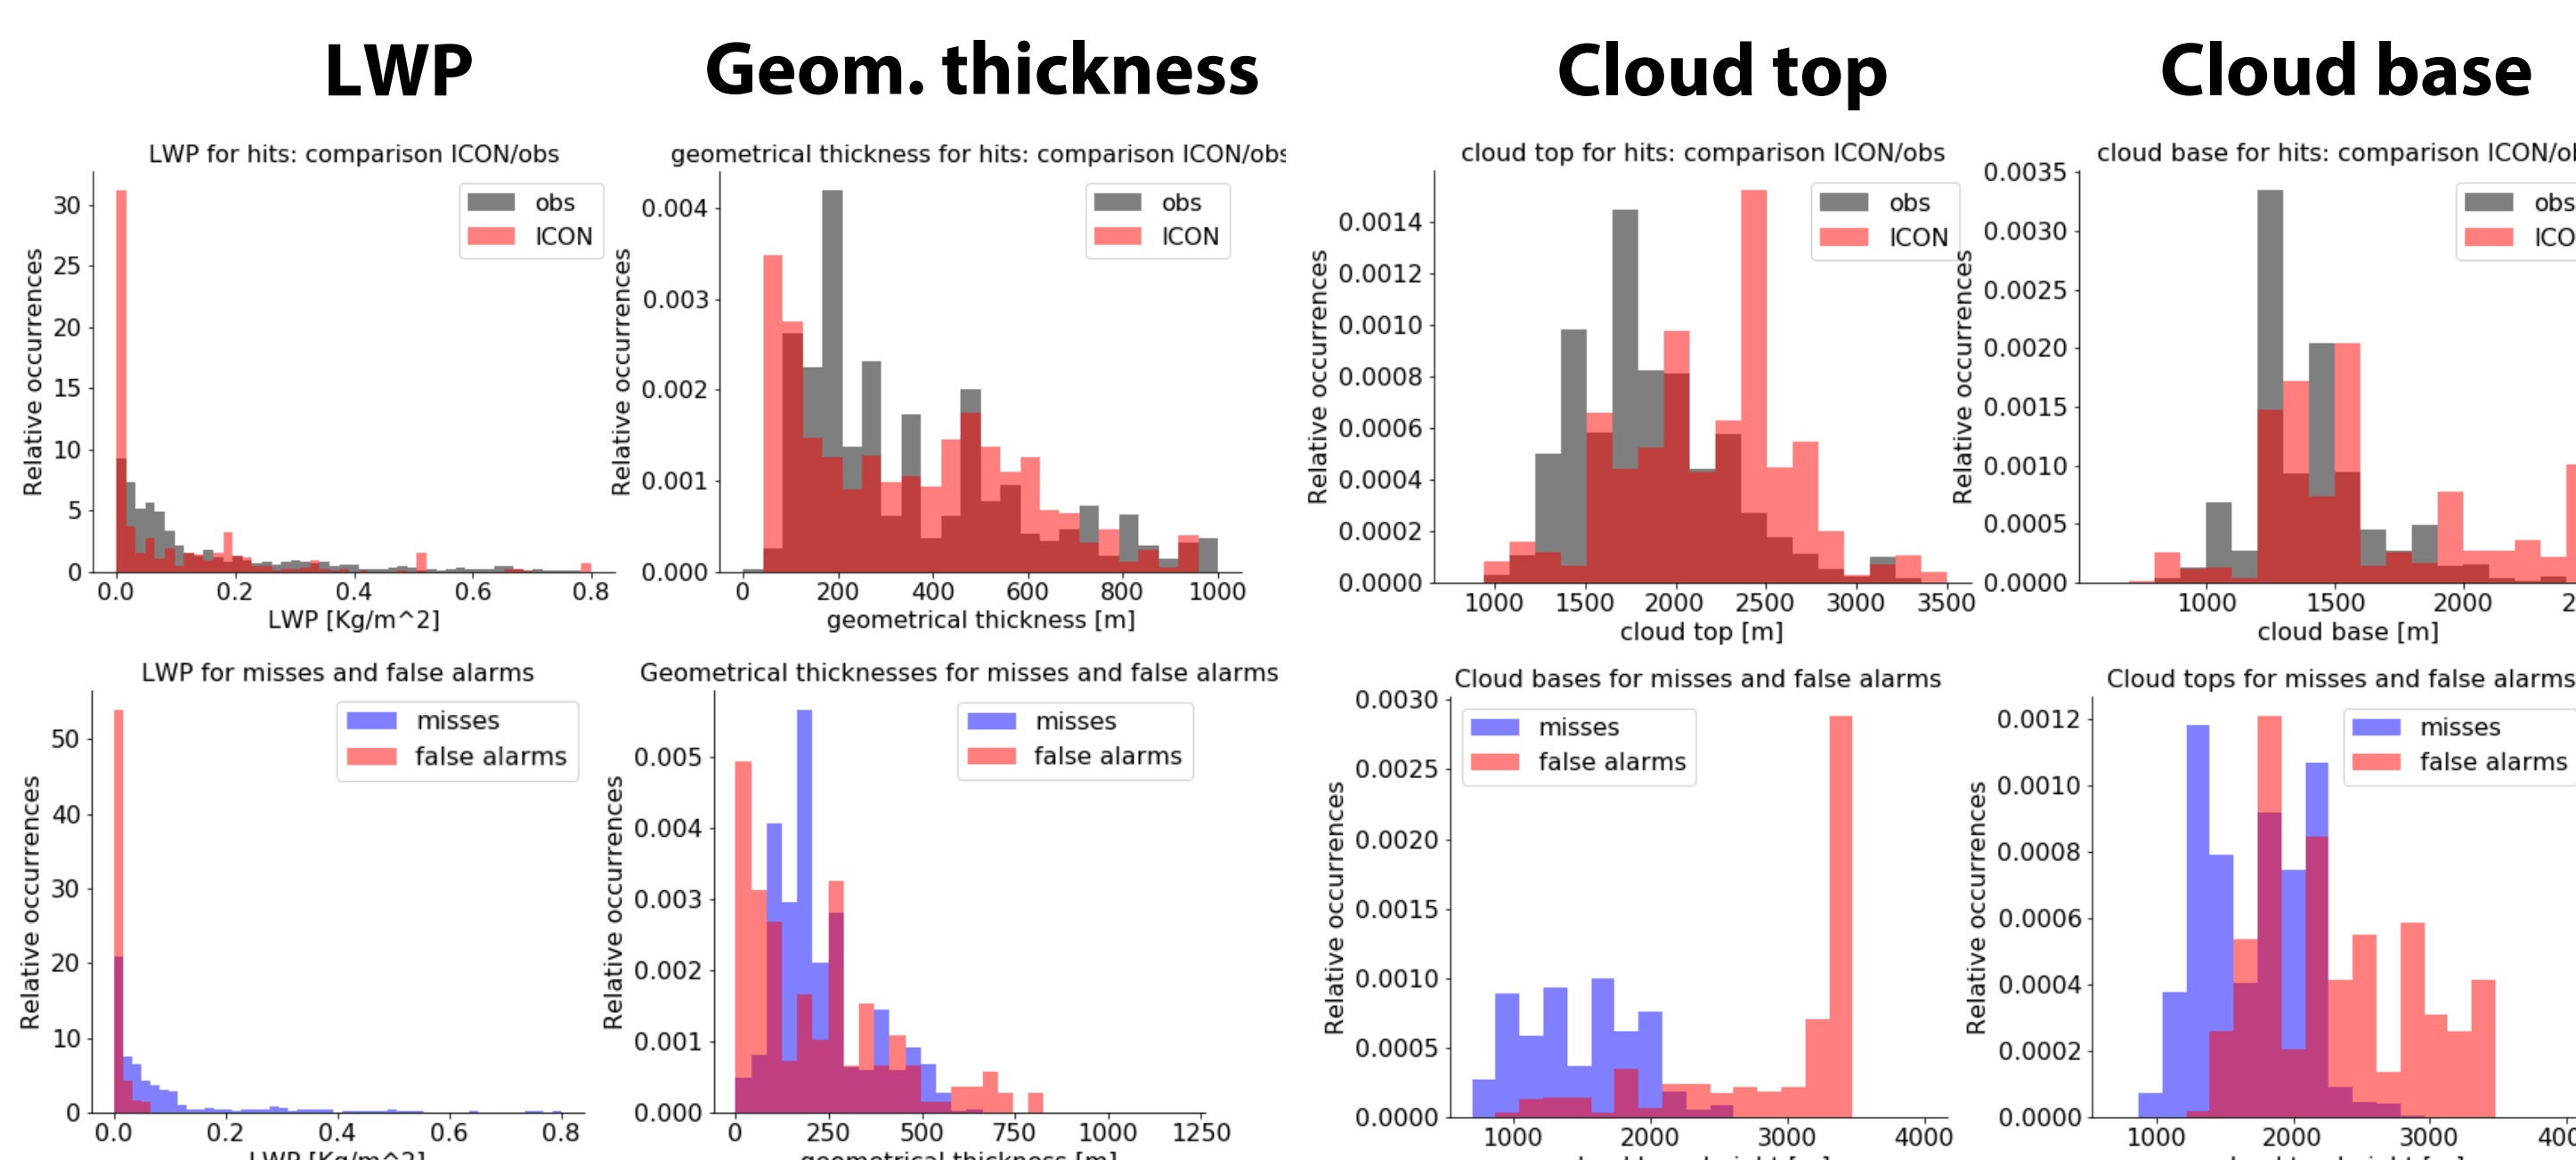 LWP
Geom. thickness
Cloud top
Cloud base
LWP for hits: comparison ICON/obs
Relative occurrences
30
25
20
15
10
5
0
obs
ICON
0.0 0.2 0.4 0.6 0.8
LWP [Kg/m^2]
geometrical thickness for hits: comparison ICON/obs
Relative occurrences
0.004
0.003
0.002
0.001
0.000
obs
ICON
0 200 400 600 800 1000
geometrical thickness [m]
cloud top for hits: comparison ICON/obs
Relative occurrences
0.0014
0.0012
0.0010
0.0008
0.0006
0.0004
0.0002
0.0000
obs
ICON
1000 1500 2000 2500 3000 3500
cloud top [m]
cloud base for hits: comparison
Relative occurrences
0.0035
0.0030
0.0025
0.0020
0.0015
0.0010
0.0005
0.0000
obs
ICO
1000 1500 2000 2
cloud base [m]
LWP for misses and false alarms
Relative occurrences
50
40
30
20
10
0
misses
false alarms
0.0 0.2 0.4 0.6 0.8
LWP [Kg/m^2]
Geometrical thicknesses for misses and false alarms
Relative occurrences
0.005
0.004
0.003
0.002
0.001
0.000
misses
false alarms
0 250 500 750 1000 1250
geometrical thickness [m]
Cloud bases for misses and false alarms
Relative occurrences
0.0030
0.0025
0.0020
0.0015
0.0010
0.0005
0.0000
misses
false alarms
1000 2000 3000 4000
Cloud tops for misses and false alarms
Relative occurrences
0.0012
0.0010
0.0008
0.0006
0.0004
0.0002
0.0000
misses
false alarms
1000 2000 3000 400